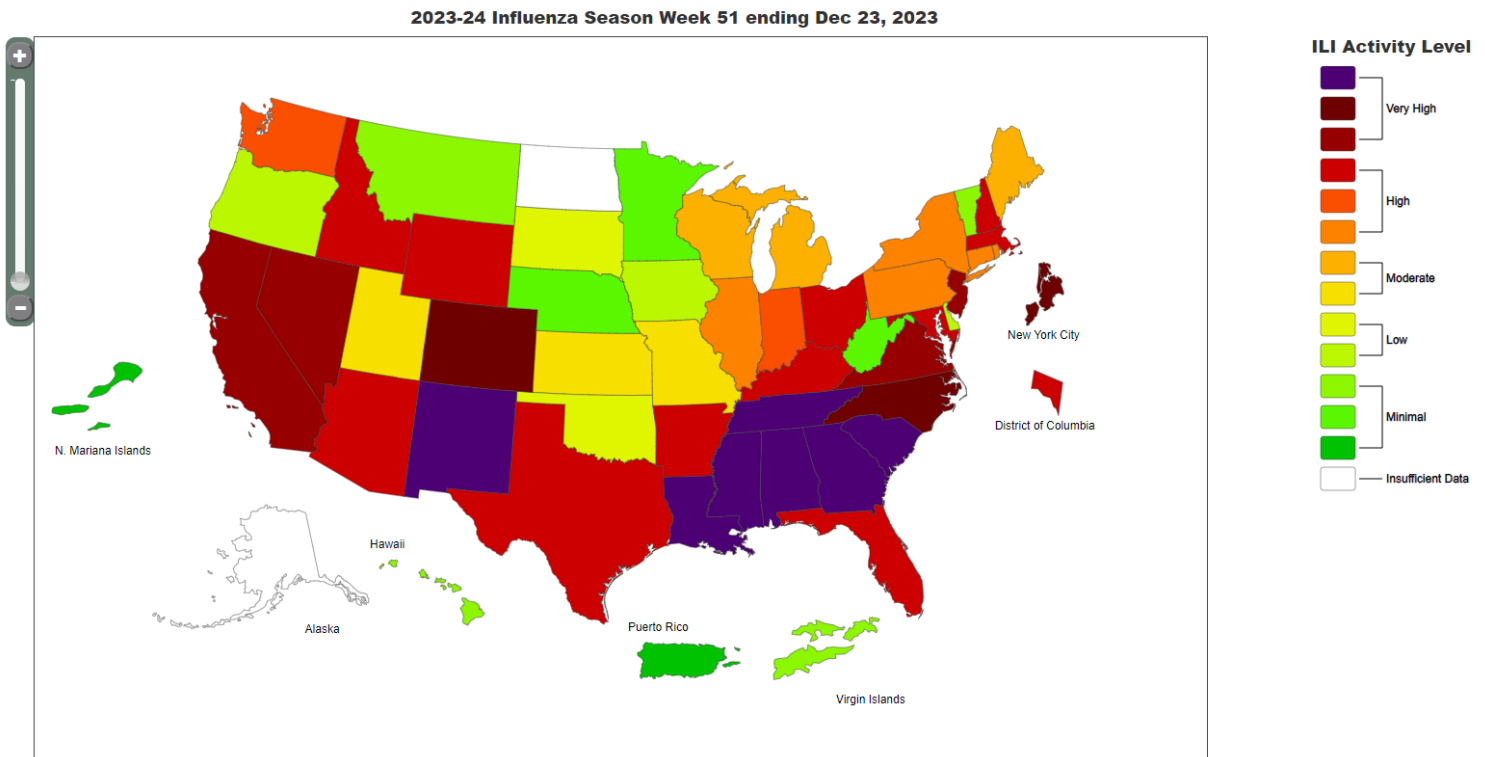 2023-24 Influenza Season Week 51 ending Dec 23, 2023
ILI Activity Level
Very High
High
Moderate
Low
Minimal
Insufficient Data
New York City
District of Columbia
N. Mariana Islands
Hawaii
Alaska
Puerto Rico
Virgin Islands